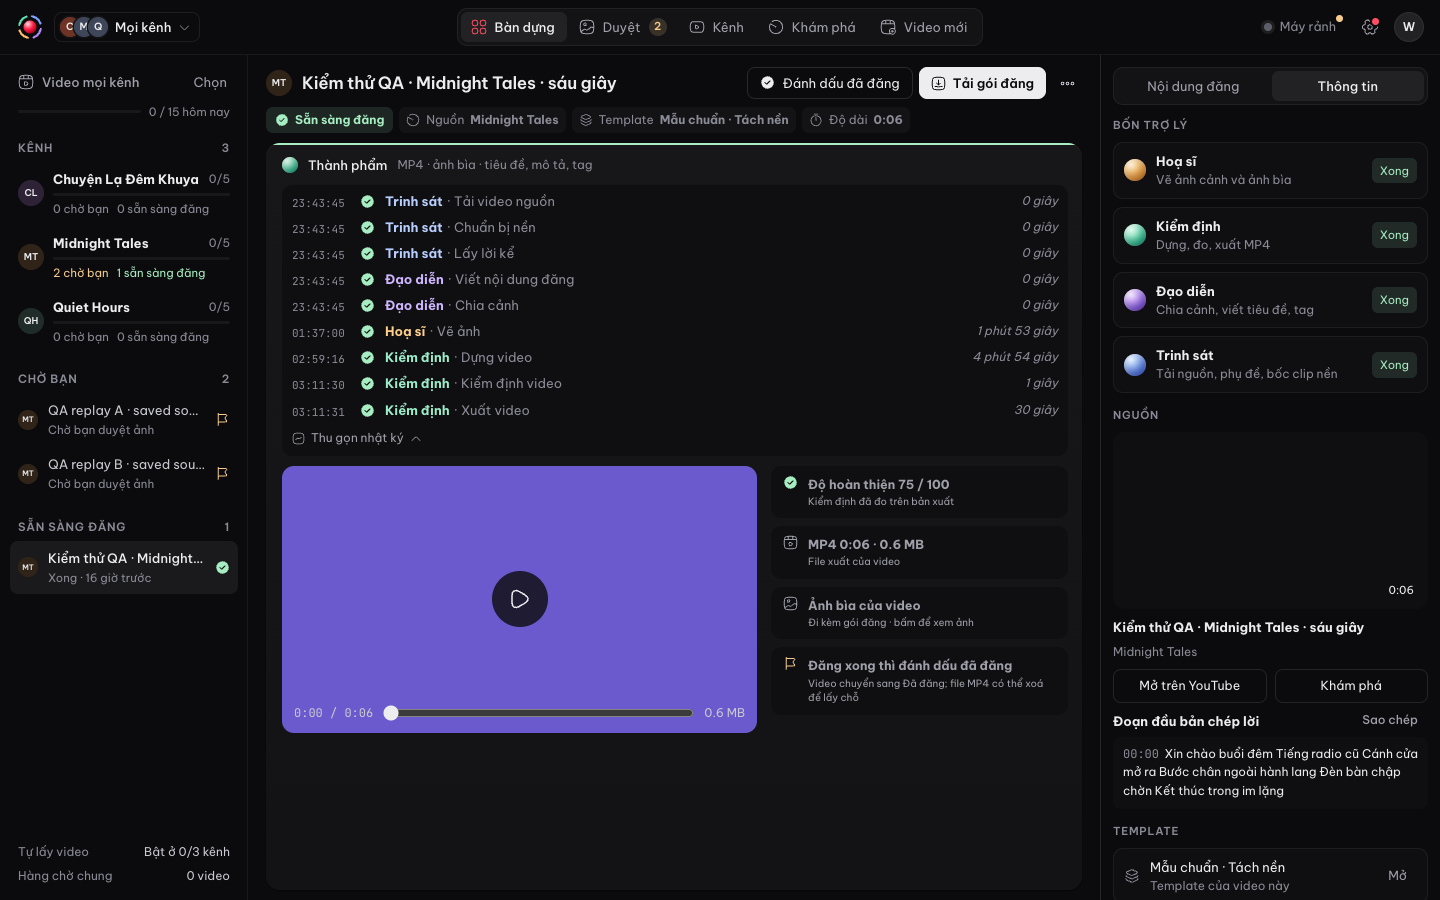 C M Q Mọi kênh
Bàn dựng
Duyệt 2
Kênh
Khám phá
Video mới
Máy rảnh
W
Video mọi kênh Chọn
0 / 15 hôm nay
KÊNH 3
CL Chuyện Lạ Đêm Khuya 0/5
0 chờ bạn 0 sẵn sàng đăng
MT Midnight Tales 0/5
2 chờ bạn 1 sẵn sàng đăng
QH Quiet Hours 0/5
0 chờ bạn 0 sẵn sàng đăng
CHỜ BẠN 2
MT QA replay A · saved so...
Chờ bạn duyệt ảnh
MT QA replay B · saved sou...
Chờ bạn duyệt ảnh
SẴN SÀNG ĐĂNG 1
MT Kiểm thử QA · Midnight...
Xong · 16 giờ trước
Tự lấy video Bật ở 0/3 kênh
Hàng chờ chung 0 video
MT Kiểm thử QA · Midnight Tales · sáu giây
Đánh dấu đã đăng
Tải gói đăng
Sẵn sàng đăng
Nguồn Midnight Tales
Template Mẫu chuẩn · Tách nền
Độ dài 0:06
Thành phẩm MP4 · ảnh bìa · tiêu đề, mô tả, tag
23:43:45 Trinh sát · Tải video nguồn 0 giây
23:43:45 Trinh sát · Chuẩn bị nền 0 giây
23:43:45 Trinh sát · Lấy lời kể 0 giây
23:43:45 Đạo diễn · Viết nội dung đăng 0 giây
23:43:45 Đạo diễn · Chia cảnh 0 giây
01:37:00 Hoạ sĩ · Vẽ ảnh 1 phút 53 giây
02:59:16 Kiểm định · Dựng video 4 phút 54 giây
03:11:30 Kiểm định · Kiểm định video 1 giây
03:11:31 Kiểm định · Xuất video 30 giây
Thu gọn nhật ký
0:00 / 0:06 0.6 MB
Độ hoàn thiện 75 / 100
Kiểm định đã đo trên bản xuất
MP4 0:06 · 0.6 MB
File xuất của video
Ảnh bìa của video
Đi kèm gói đăng · bấm để xem ảnh
Đăng xong thì đánh dấu đã đăng
Video chuyển sang Đã đăng; file MP4 có thể xoá
để lấy chỗ
Nội dung đăng
Thông tin
BỐN TRỢ LÝ
Hoạ sĩ
Vẽ ảnh cảnh và ảnh bìa
Xong
Kiểm định
Dựng, đo, xuất MP4
Xong
Đạo diễn
Chia cảnh, viết tiêu đề, tag
Xong
Trinh sát
Tải nguồn, phụ đề, bốc clip nền
Xong
NGUỒN
0:06
Kiểm thử QA · Midnight Tales · sáu giây
Midnight Tales
Mở trên YouTube
Khám phá
Đoạn đầu bản chép lời Sao chép
00:00 Xin chào buổi đêm Tiếng radio cũ Cánh cửa
mở ra Bước chân ngoài hành lang Đèn bàn chập
chờn Kết thúc trong im lặng
TEMPLATE
Mẫu chuẩn · Tách nền
Template của video này
Mở